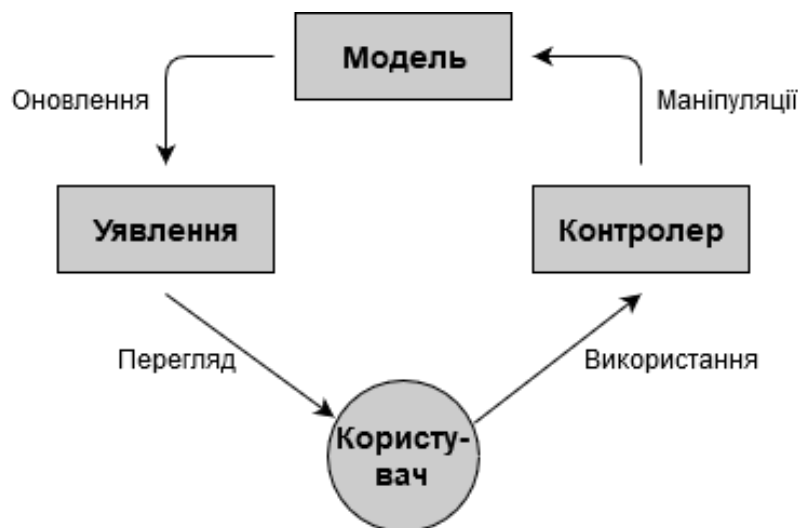 Модель
Оновлення
Маніпуляції
Уявлення
Контролер
Перегляд
Використання
Користу-
вач